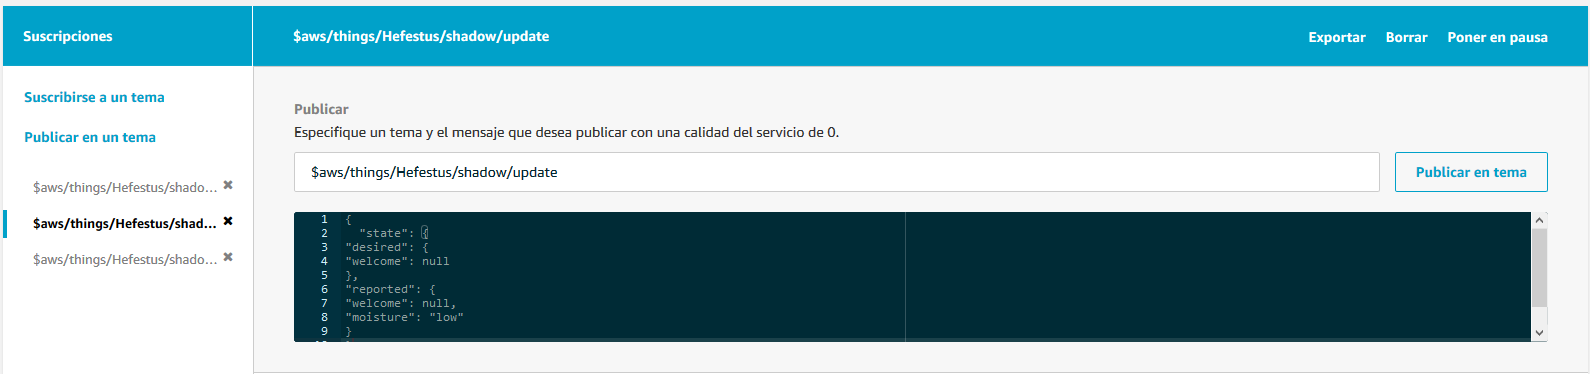 Suscripciones
$aws/things/Hefestus/shadow/update
Exportar Borrar Poner en pausa
Suscribirse a un tema
Publicar en un tema
$aws/things/Hefestus/shado... ✖
$aws/things/Hefestus/shad... ✖
$aws/things/Hefestus/shado... ✖
Publicar
Especifique un tema y el mensaje que desea publicar con una calidad del servicio de 0.
$aws/things/Hefestus/shadow/update
Publicar en tema
1 {
2 "state": {
3 "desired": {
4 "welcome": null
5 },
6 "reported": {
7 "welcome": null,
8 "moisture": "low"
9 }